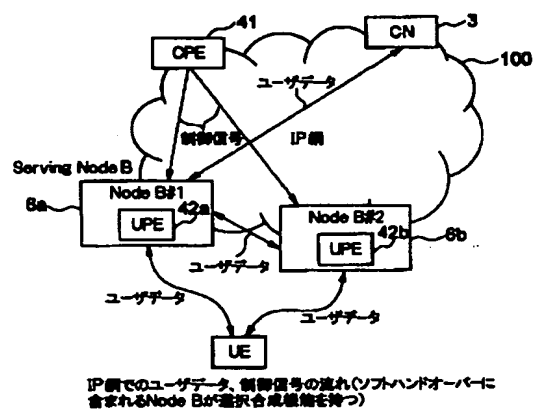 41
CPE
CN
3
100
ユーザデータ
制御信号
IP網
Serving Node B
Node B#1
6a
UPE
42a
Node B#2
UPE
42b
6b
ユーザデータ
ユーザデータ
ユーザデータ
UE
IP網でのユーザデータ、制御信号の流れ(ソフトハンドオーバーに
含まれるNode Bが選択合成機能を持つ)